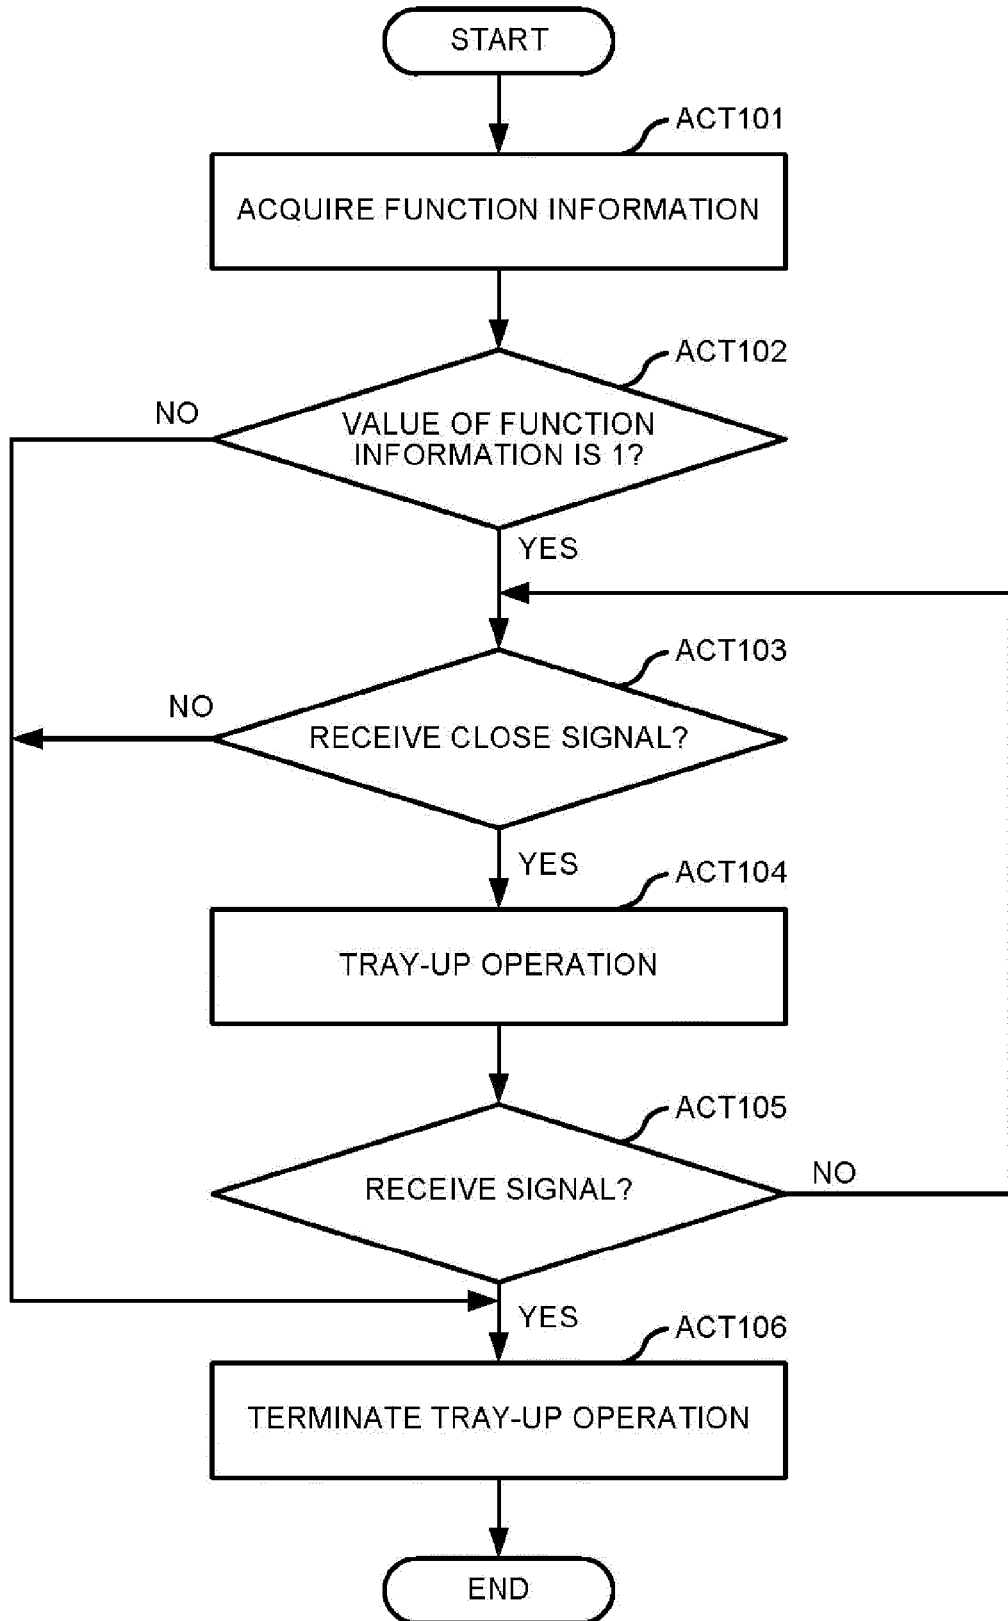 START
ACT101
ACQUIRE FUNCTION INFORMATION
ACT102
NO
VALUE OF FUNCTION
INFORMATION IS 1?
YES
ACT103
NO
RECEIVE CLOSE SIGNAL?
YES
ACT104
TRAY-UP OPERATION
ACT105
RECEIVE SIGNAL?
NO
YES
ACT106
TERMINATE TRAY-UP OPERATION
END